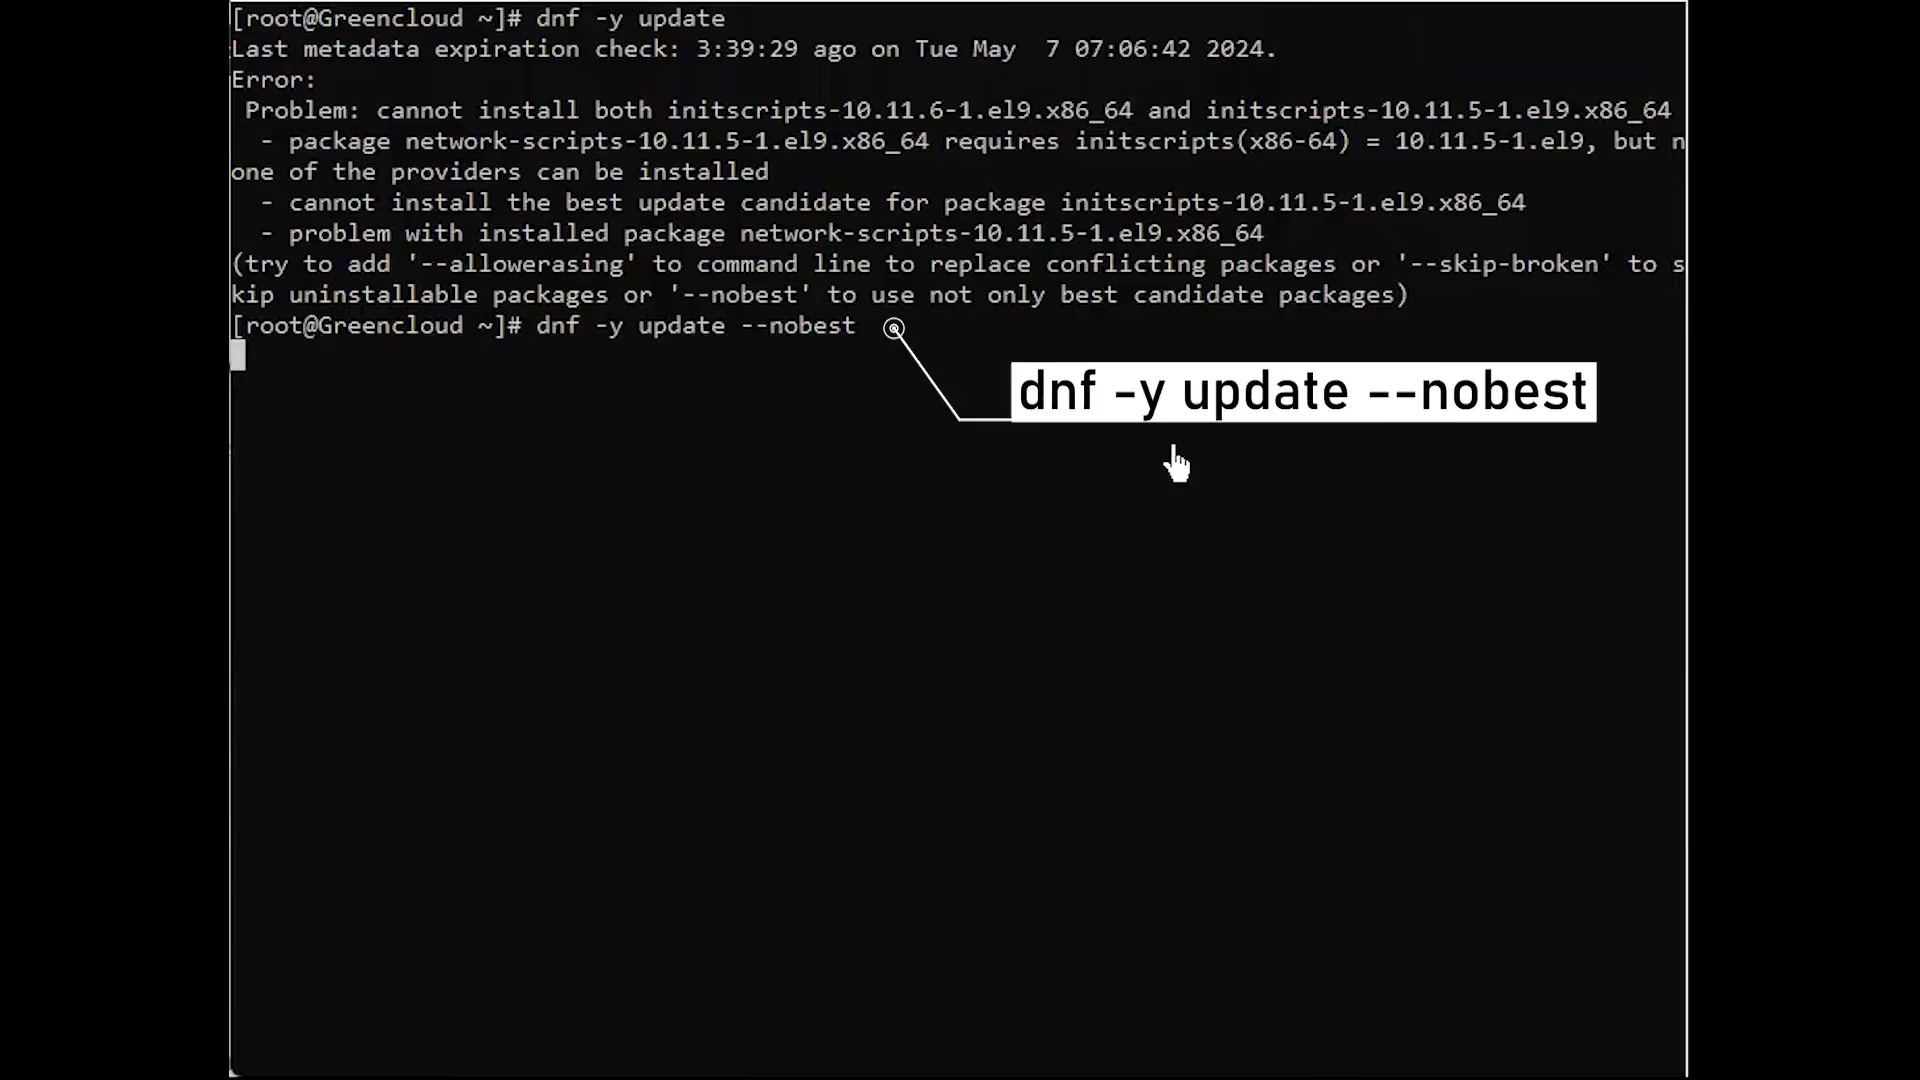 [root@Greencloud ~]# dnf -y update
Last metadata expiration check: 3:39:29 ago on Tue May  7 07:06:42 2024.
Error:
 Problem: cannot install both initscripts-10.11.6-1.el9.x86_64 and initscripts-10.11.5-1.el9.x86_64
  - package network-scripts-10.11.5-1.el9.x86_64 requires initscripts(x86-64) = 10.11.5-1.el9, but n
one of the providers can be installed
  - cannot install the best update candidate for package initscripts-10.11.5-1.el9.x86_64
  - problem with installed package network-scripts-10.11.5-1.el9.x86_64
(try to add '--allowerasing' to command line to replace conflicting packages or '--skip-broken' to s
kip uninstallable packages or '--nobest' to use not only best candidate packages)
[root@Greencloud ~]# dnf -y update --nobest
dnf -y update --nobest